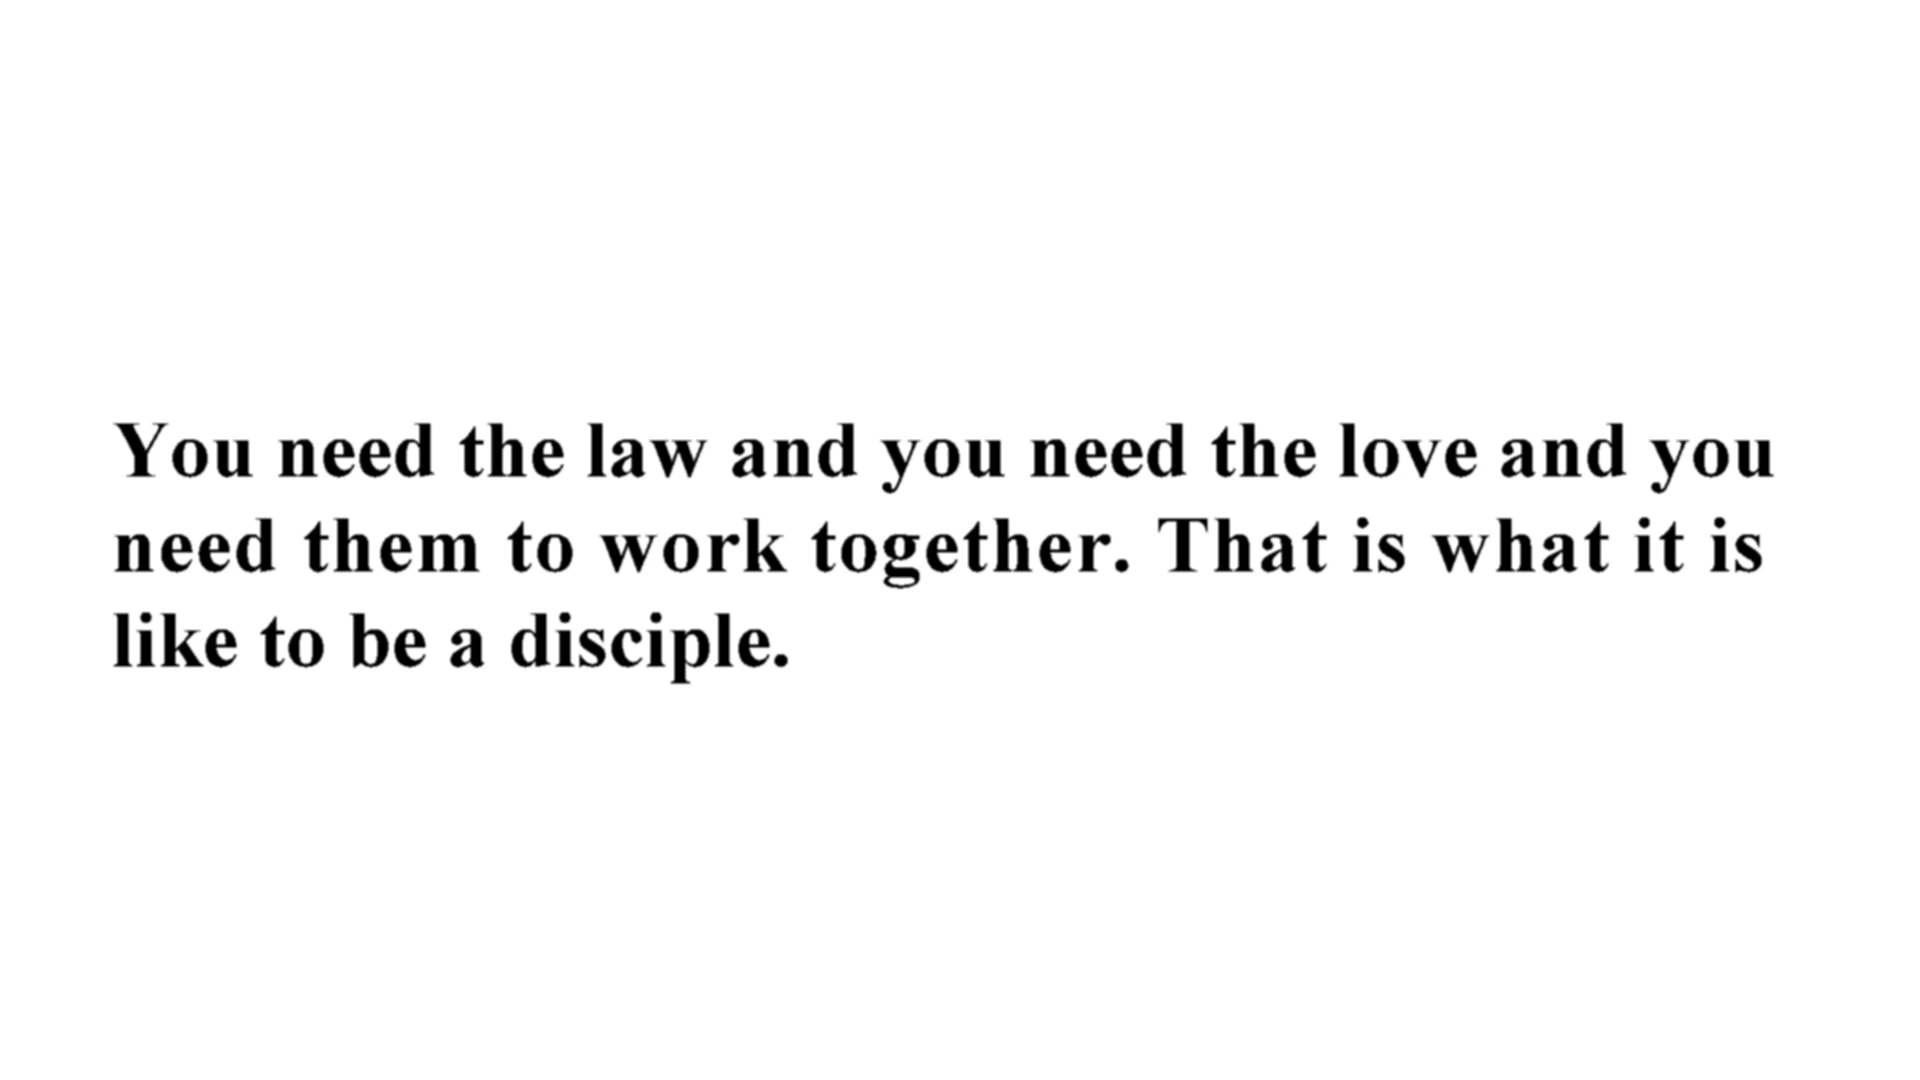 You need the law and you need the love and you
need them to work together. That is what it is
like to be a disciple.